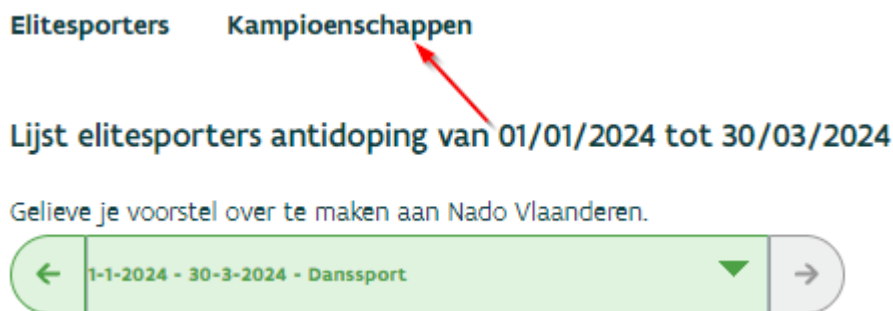 Elitesporters Kampioenschappen
Lijst elitesporters antidoping van 01/01/2024 tot 30/03/2024
Gelieve je voorstel over te maken aan Nado Vlaanderen.
1-1-2024 - 30-3-2024 - Danssport